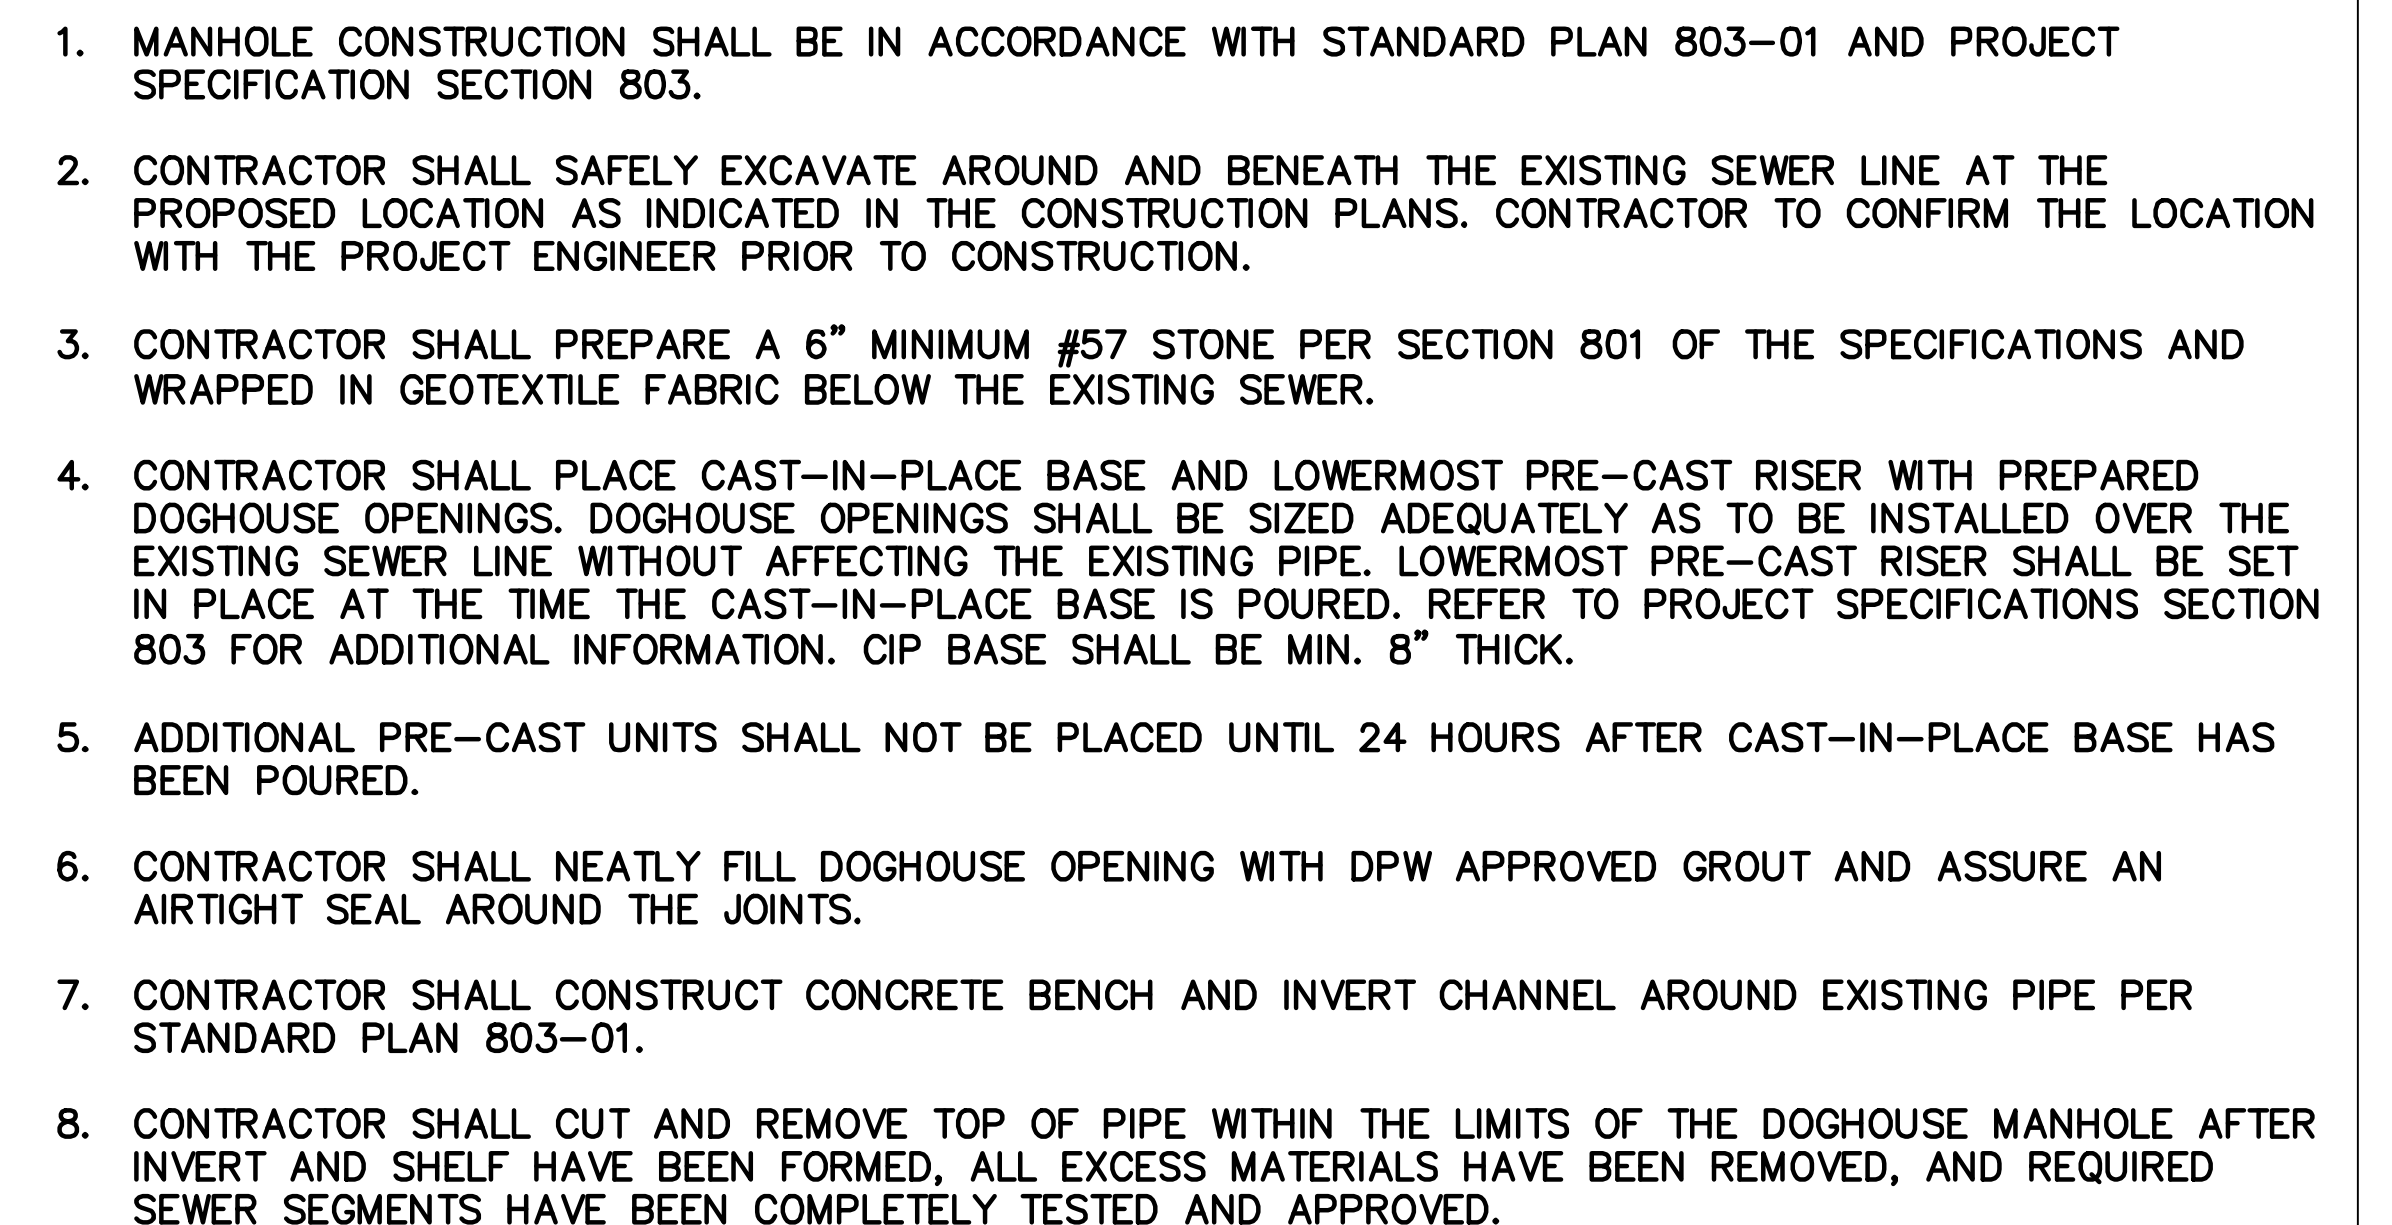 1. MANHOLE CONSTRUCTION SHALL BE IN ACCORDANCE WITH STANDARD PLAN 803–01 AND PROJECT
SPECIFICATION SECTION 803.
2. CONTRACTOR SHALL SAFELY EXCAVATE AROUND AND BENEATH THE EXISTING SEWER LINE AT THE
PROPOSED LOCATION AS INDICATED IN THE CONSTRUCTION PLANS. CONTRACTOR TO CONFIRM THE LOCATION
WITH THE PROJECT ENGINEER PRIOR TO CONSTRUCTION.
3. CONTRACTOR SHALL PREPARE A 6” MINIMUM #57 STONE PER SECTION 801 OF THE SPECIFICATIONS AND
WRAPPED IN GEOTEXTILE FABRIC BELOW THE EXISTING SEWER.
4. CONTRACTOR SHALL PLACE CAST–IN–PLACE BASE AND LOWERMOST PRE–CAST RISER WITH PREPARED
DOGHOUSE OPENINGS. DOGHOUSE OPENINGS SHALL BE SIZED ADEQUATELY AS TO BE INSTALLED OVER THE
EXISTING SEWER LINE WITHOUT AFFECTING THE EXISTING PIPE. LOWERMOST PRE–CAST RISER SHALL BE SET
IN PLACE AT THE TIME THE CAST–IN–PLACE BASE IS POURED. REFER TO PROJECT SPECIFICATIONS SECTION
803 FOR ADDITIONAL INFORMATION. CIP BASE SHALL BE MIN. 8” THICK.
5. ADDITIONAL PRE–CAST UNITS SHALL NOT BE PLACED UNTIL 24 HOURS AFTER CAST–IN–PLACE BASE HAS
BEEN POURED.
6. CONTRACTOR SHALL NEATLY FILL DOGHOUSE OPENING WITH DPW APPROVED GROUT AND ASSURE AN
AIRTIGHT SEAL AROUND THE JOINTS.
7. CONTRACTOR SHALL CONSTRUCT CONCRETE BENCH AND INVERT CHANNEL AROUND EXISTING PIPE PER
STANDARD PLAN 803–01.
8. CONTRACTOR SHALL CUT AND REMOVE TOP OF PIPE WITHIN THE LIMITS OF THE DOGHOUSE MANHOLE AFTER
INVERT AND SHELF HAVE BEEN FORMED, ALL EXCESS MATERIALS HAVE BEEN REMOVED, AND REQUIRED
SEWER SEGMENTS HAVE BEEN COMPLETELY TESTED AND APPROVED.